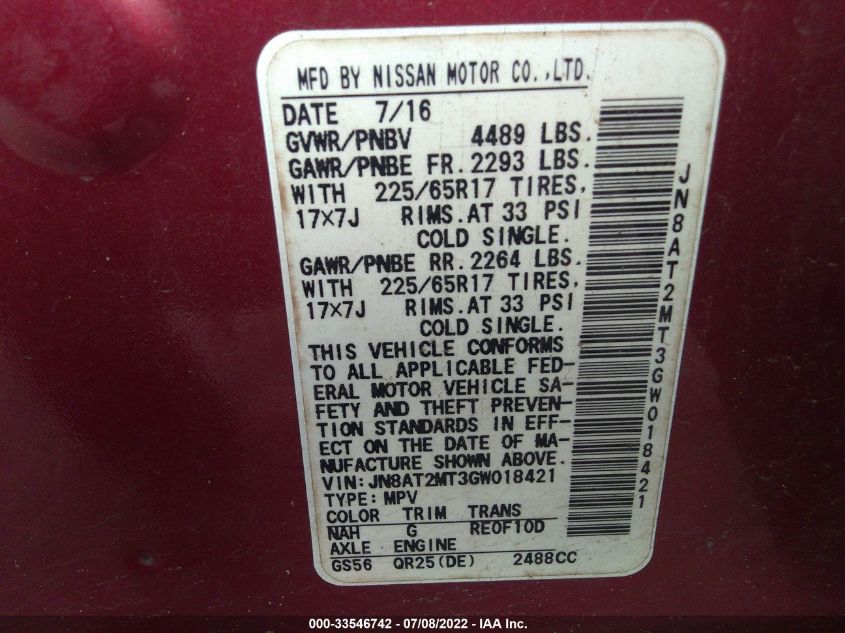 MFD BY NISSAN MOTOR CO.,LTD.
DATE 7/16
GVWR/PNBV 4489 LBS.
GAWR/PNBE FR. 2293 LBS.
WITH 225/65R17 TIRES,
17×7J RIMS. AT 33 PSI
COLD SINGLE.
GAWR/PNBE RR. 2264 LBS.
WITH 225/65R17 TIRES,
17×7J RIMS. AT 33 PSI
COLD SINGLE.
THIS VEHICLE CONFORMS
TO ALL APPLICABLE FED-
ERAL MOTOR VEHICLE SA-
FETY AND THEFT PREVEN-
TION STANDARDS IN EFF-
ECT ON THE DATE OF MA-
NUFACTURE SHOWN ABOVE.
VIN:JN8AT2MT3GW018421
TYPE:MPV
COLOR TRIM TRANS
NAH G RE0F10D
AXLE ENGINE
GS56 QR25(DE) 2488CC
JN8AT2MT3GW018421
000-33546742 - 07/08/2022 - IAA Inc.